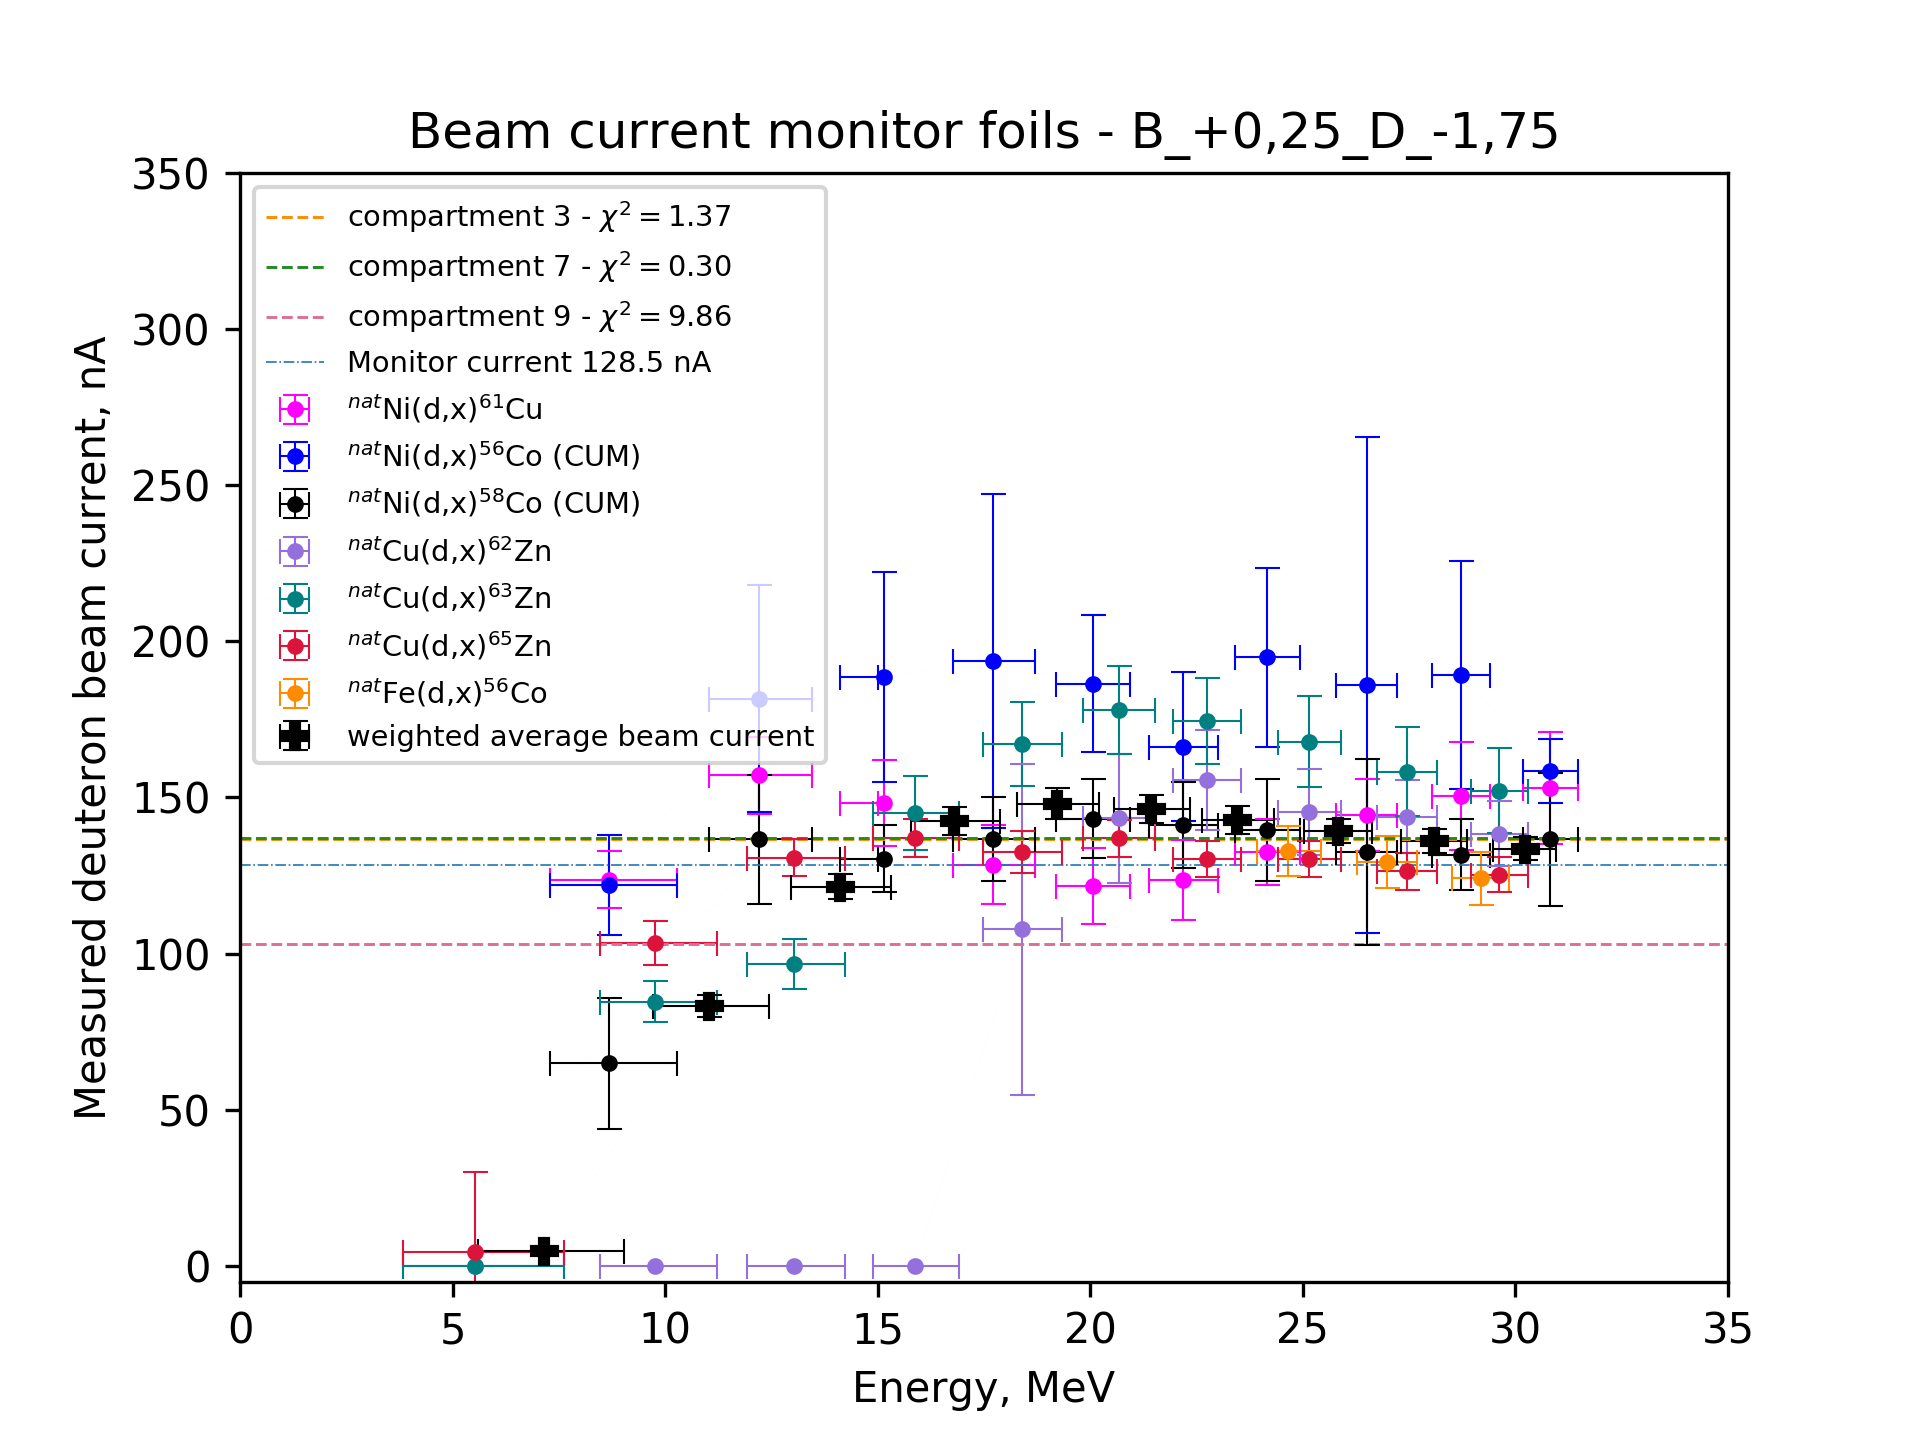 Beam current monitor foils - B_+0,25_D_-1,75
Measured deuteron beam current, nA
350
300
250
200
150
100
50
0
compartment 3 - χ² = 1.37
compartment 7 - χ² = 0.30
compartment 9 - χ² = 9.86
Monitor current 128.5 nA
ⁿᵃᵗNi(d,x)⁶¹Cu
ⁿᵃᵗNi(d,x)⁵⁶Co (CUM)
ⁿᵃᵗNi(d,x)⁵⁸Co (CUM)
ⁿᵃᵗCu(d,x)⁶²Zn
ⁿᵃᵗCu(d,x)⁶³Zn
ⁿᵃᵗCu(d,x)⁶⁵Zn
ⁿᵃᵗFe(d,x)⁵⁶Co
weighted average beam current
0 5 10 15 20 25 30 35
Energy, MeV